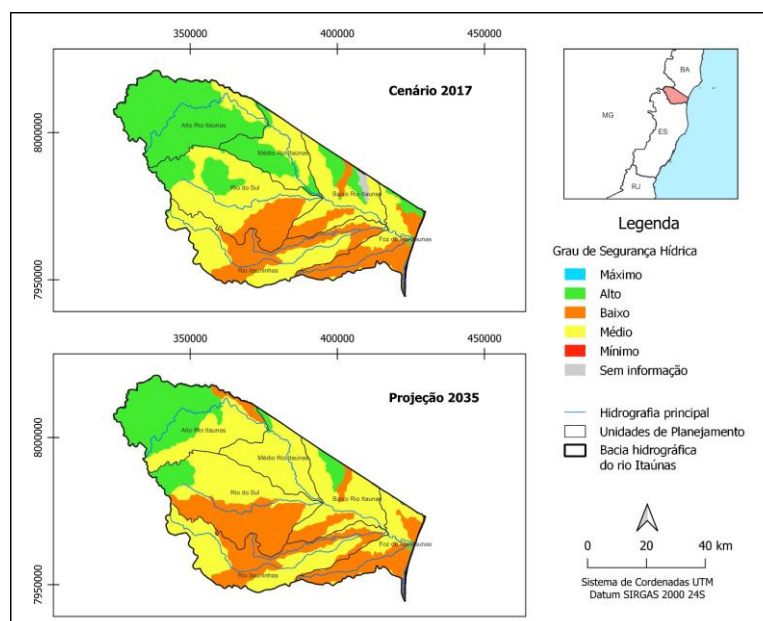 350000
400000
450000
Cenário 2017
8000000
7950000
Alto Rio Itaúnas
Médio Rio Itaúnas
Rio do Sul
Baixo Rio Itaúnas
Foz do Rio Itaúnas
Rio Itauninhas
350000
400000
450000
Projeção 2035
8000000
7950000
Alto Rio Itaúnas
Médio Rio Itaúnas
Rio do Sul
Baixo Rio Itaúnas
Foz do Rio Itaúnas
Rio Itauninhas
BA
MG
ES
RJ
Legenda
Grau de Segurança Hídrica
Máximo
Alto
Baixo
Médio
Mínimo
Sem informação
Hidrografia principal
Unidades de Planejamento
Bacia hidrográfica
do rio Itaúnas
0 20 40 km
Sistema de Cordenadas UTM
Datum SIRGAS 2000 24S